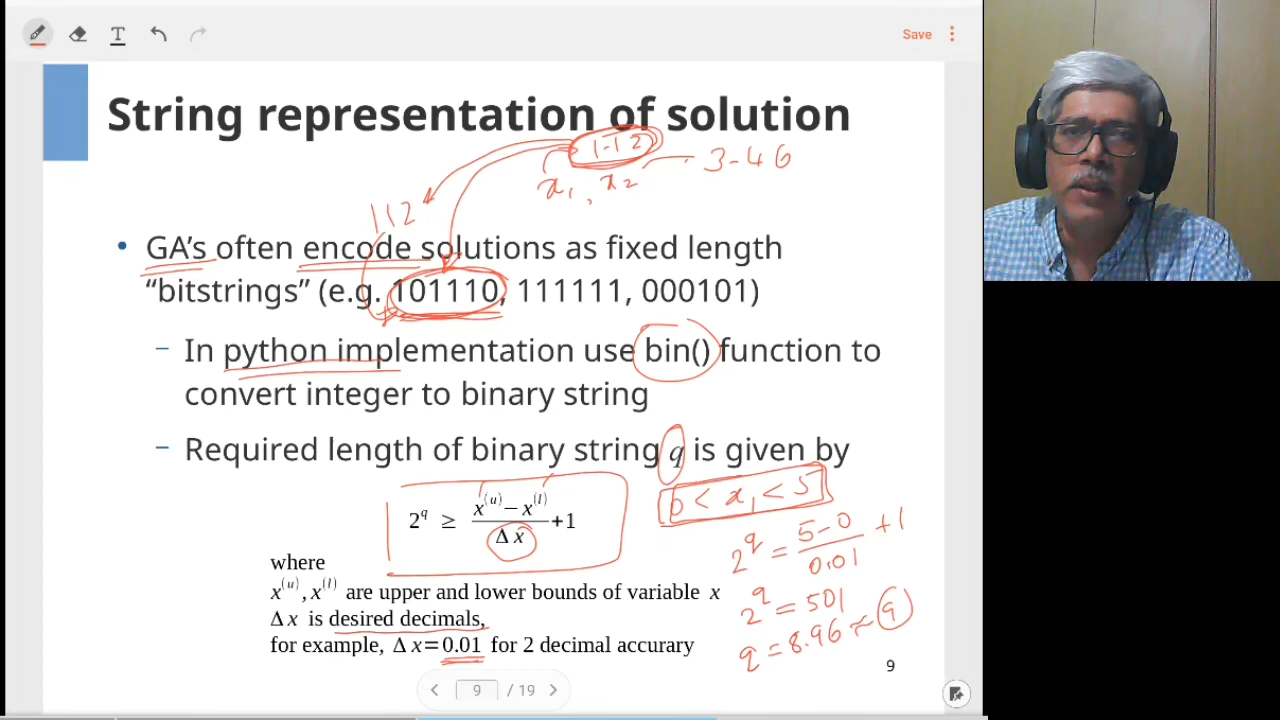 Save
String representation of solution
1.12
x1, x2
3.46
112
• GA's often encode solutions as fixed length
“bitstrings” (e.g. 101110, 111111, 000101)
– In python implementation use bin() function to
convert integer to binary string
– Required length of binary string q is given by
0 < x1 < 5
2^q ≥ (x^(u) − x^(l)) / Δx + 1
2^q = (5-0) / 0.01 + 1
where
x^(u), x^(l) are upper and lower bounds of variable x
2^q = 501
Δx is desired decimals,
q = 8.96 ≈ 9
for example, Δx=0.01 for 2 decimal accurary
9
9 / 19